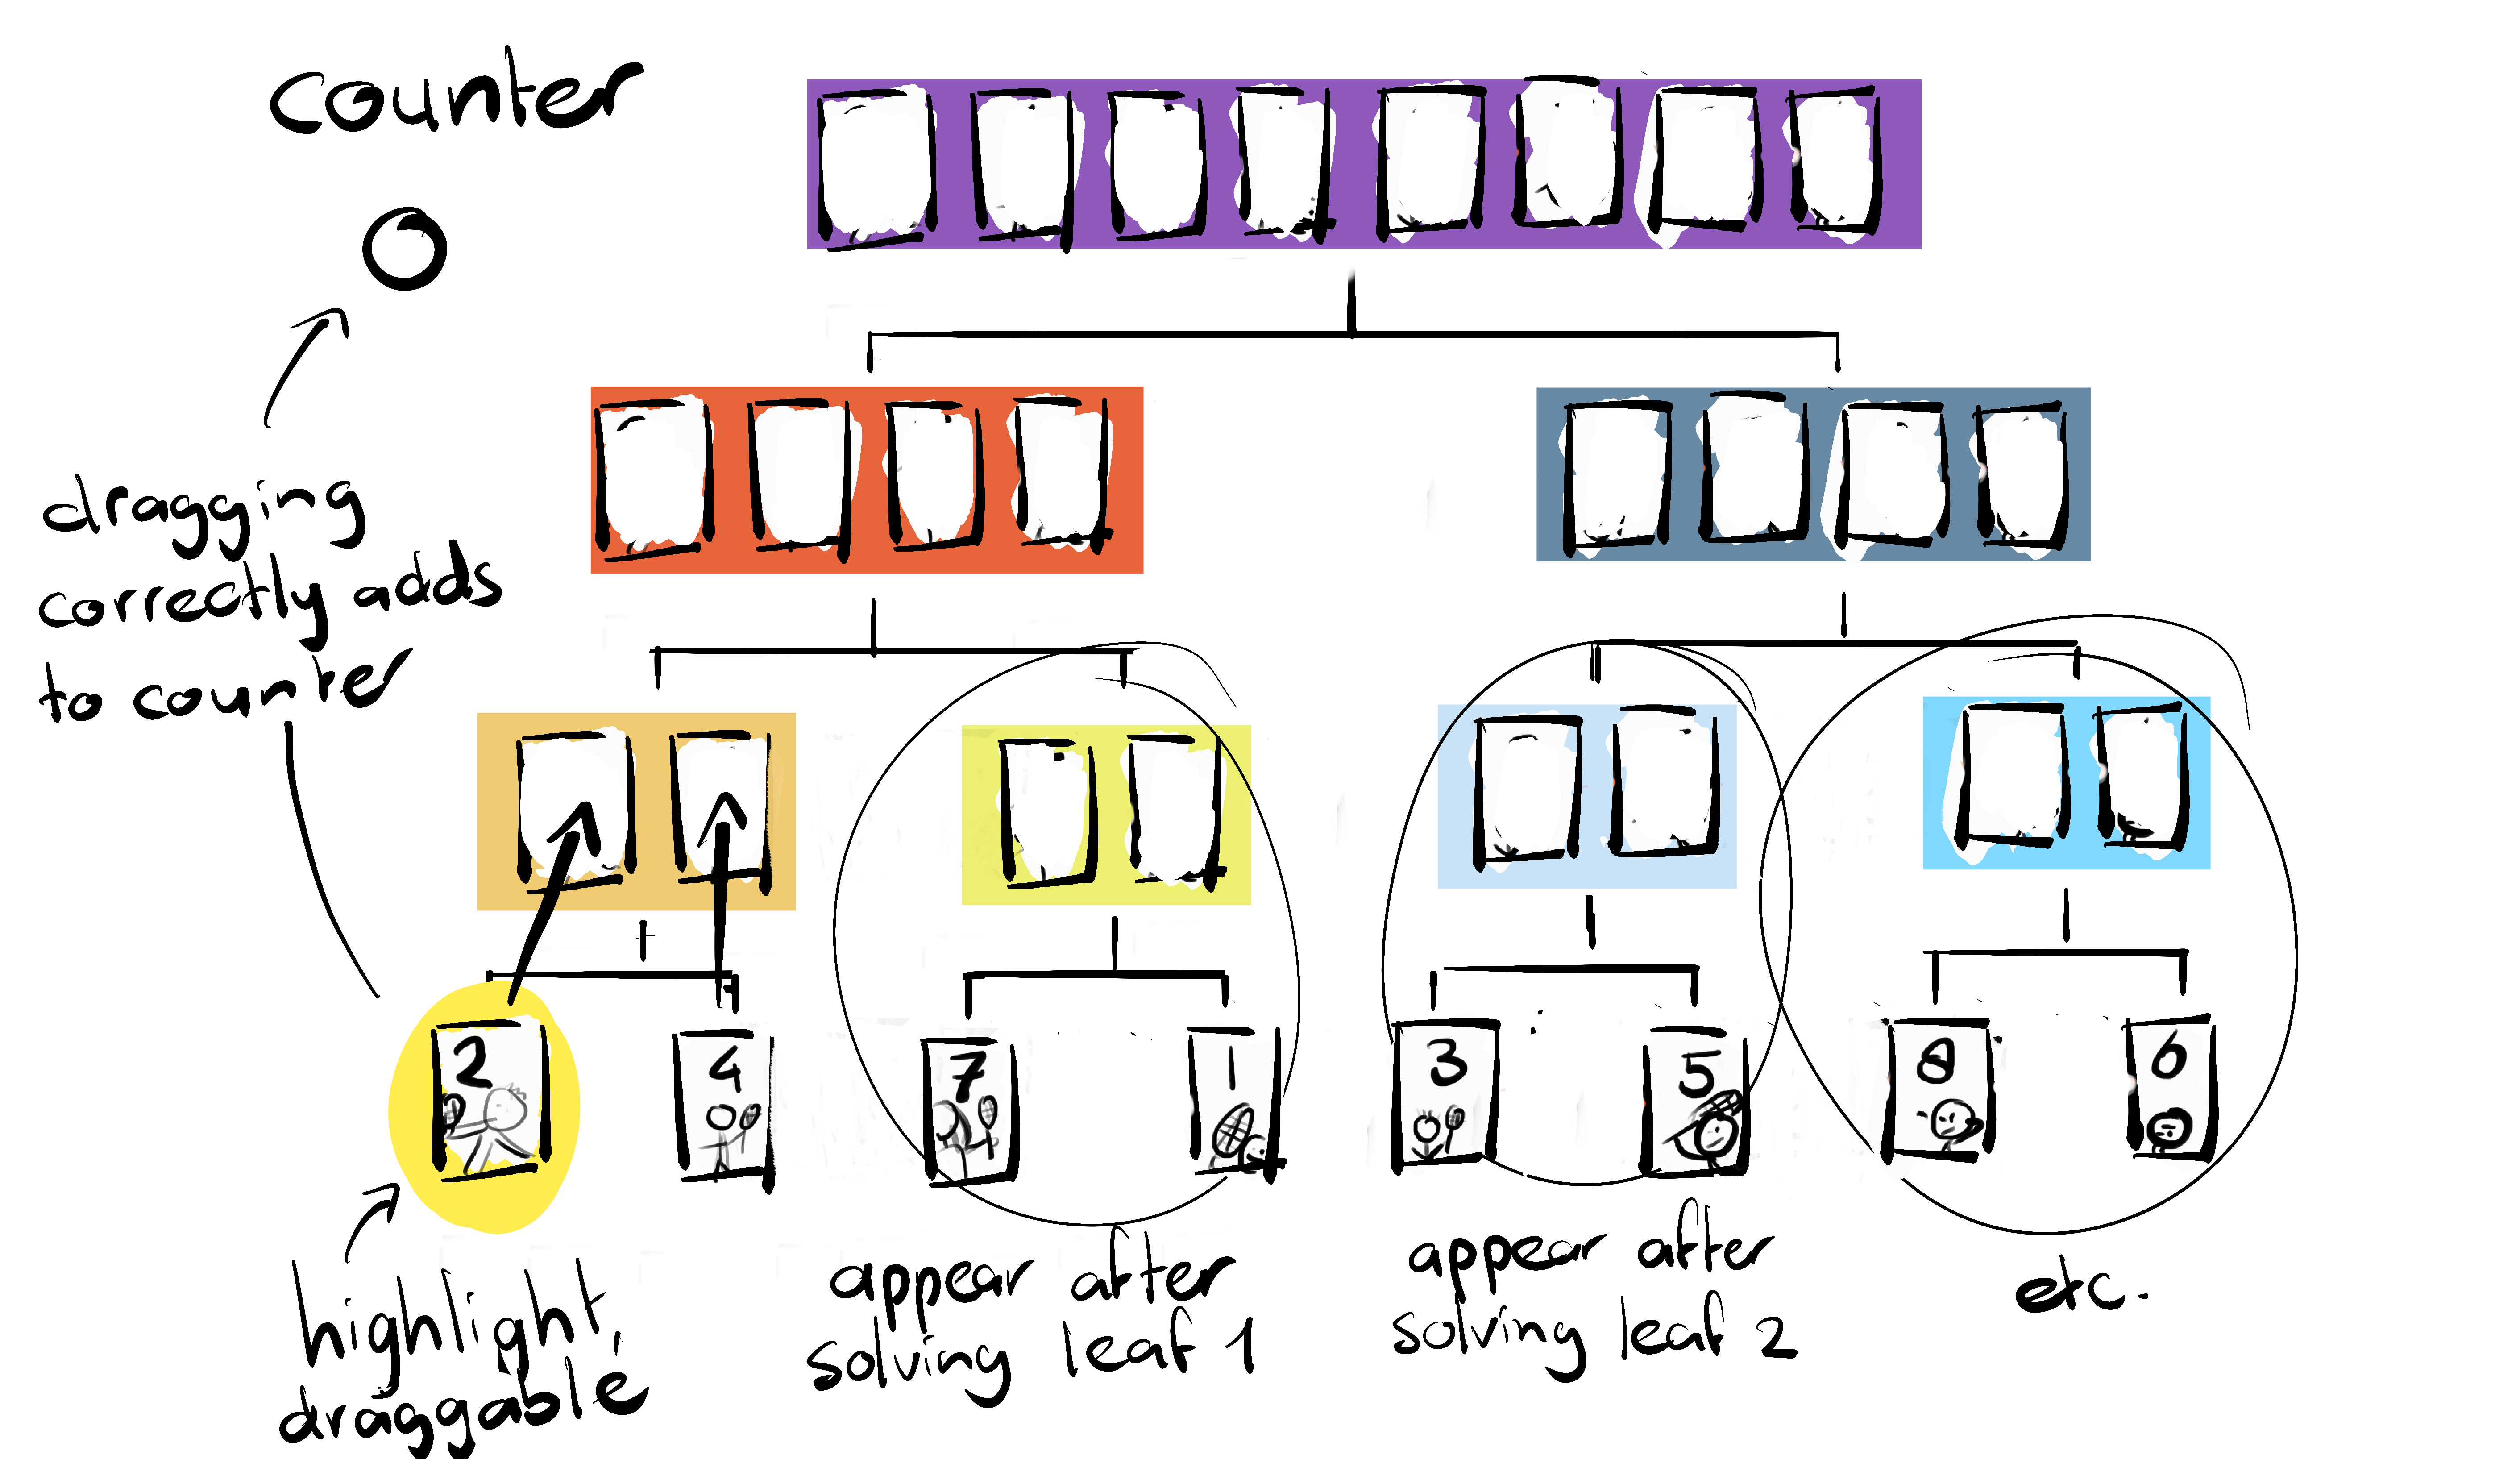 counter
0
dragging
correctly adds
to counter
2
4
7
1
3
5
8
6
highlight,
draggable
appear after
solving leaf 1
appear after
solving leaf 2
etc.